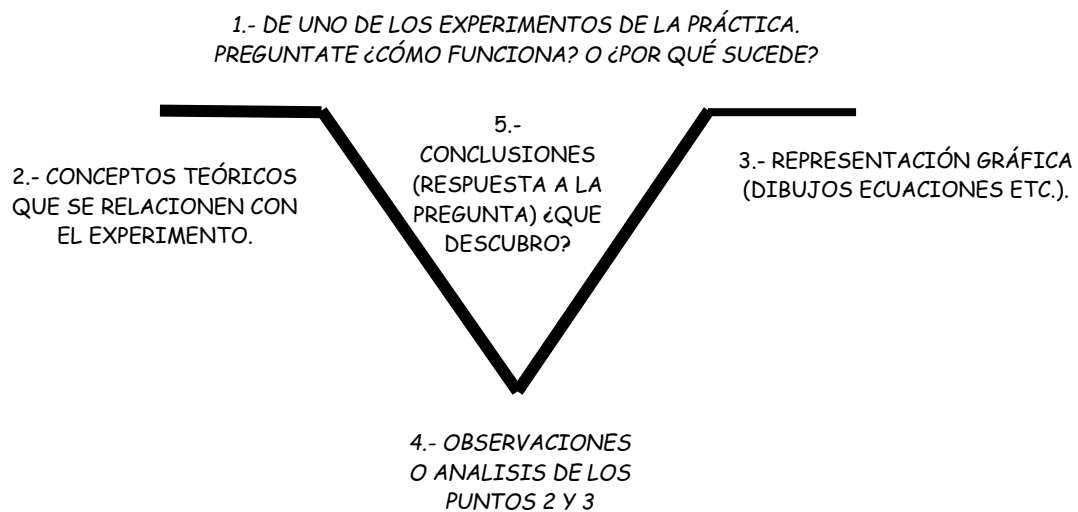 1.- DE UNO DE LOS EXPERIMENTOS DE LA PRÁCTICA.
PREGUNTATE ¿CÓMO FUNCIONA? O ¿POR QUÉ SUCEDE?
2.- CONCEPTOS TEÓRICOS
QUE SE RELACIONEN CON
EL EXPERIMENTO.
5.-
CONCLUSIONES
(RESPUESTA A LA
PREGUNTA) ¿QUE
DESCUBRO?
3.- REPRESENTACIÓN GRÁFICA
(DIBUJOS ECUACIONES ETC.).
4.- OBSERVACIONES
O ANALISIS DE LOS
PUNTOS 2 Y 3